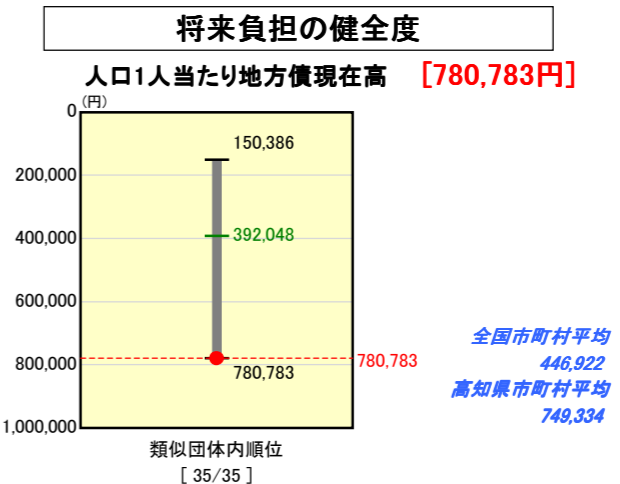 将来負担の健全度
人口1人当たり地方債現在高 [780,783円]
(円)
0
200,000
400,000
600,000
800,000
1,000,000
150,386
392,048
780,783
780,783
類似団体内順位
[ 35/35 ]
全国市町村平均
446,922
高知県市町村平均
749,334